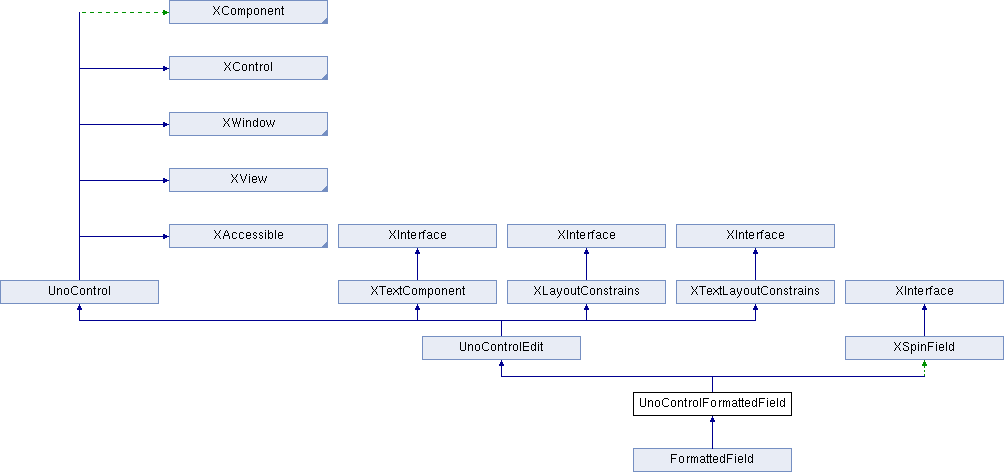 XComponent
XControl
XWindow
XView
XAccessible
XInterface
XInterface
XInterface
UnoControl
XTextComponent
XLayoutConstrains
XTextLayoutConstrains
XInterface
UnoControlEdit
XSpinField
UnoControlFormattedField
FormattedField